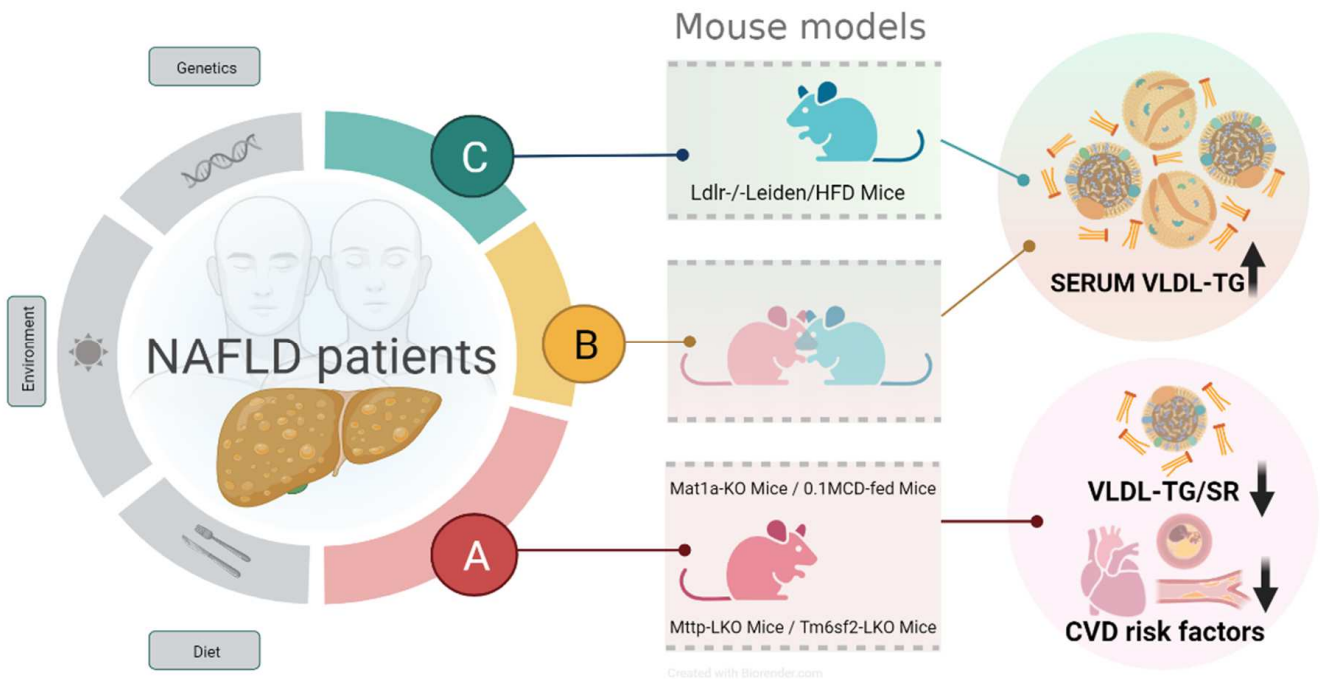 Mouse models
Genetics
C
Ldlr-/-Leiden/HFD Mice
SERUM VLDL-TG
Environment
NAFLD patients
B
Mat1a-KO Mice / 0.1MCD-fed Mice
VLDL-TG/SR
A
Mttp-LKO Mice / Tm6sf2-LKO Mice
CVD risk factors
Diet
Created with Biorender.com